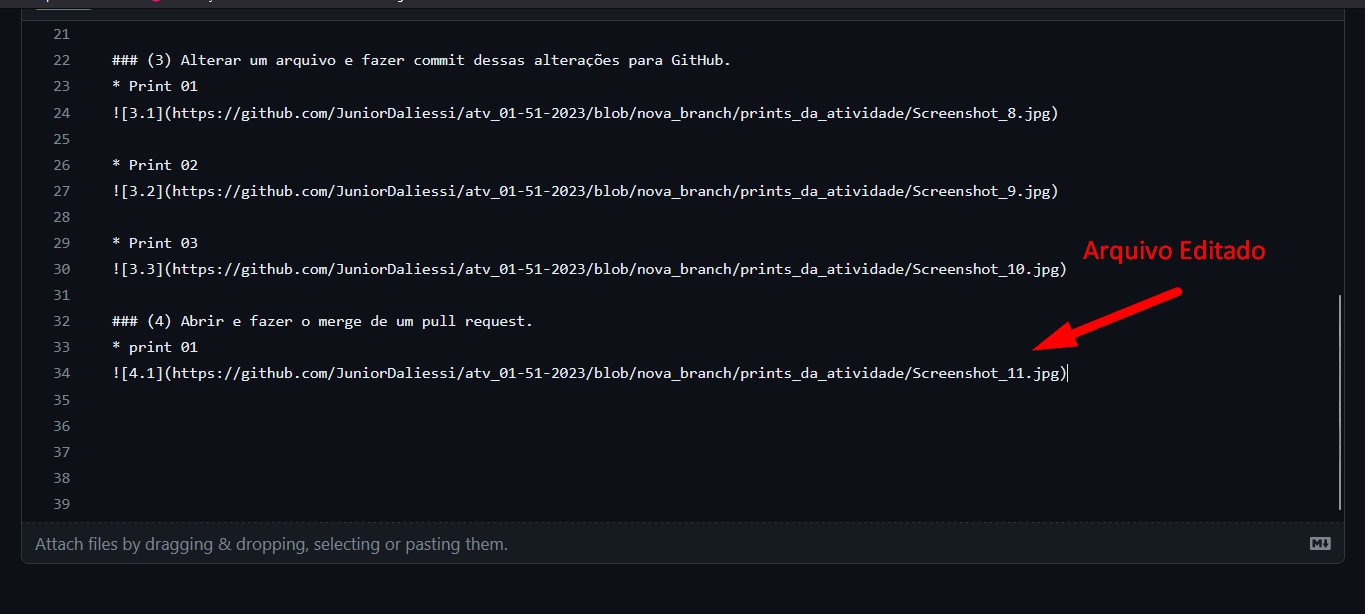 21
22 ### (3) Alterar um arquivo e fazer commit dessas alterações para GitHub.
23 * Print 01
24 ![3.1](https://github.com/JuniorDaliessi/atv_01-51-2023/blob/nova_branch/prints_da_atividade/Screenshot_8.jpg)
25
26 * Print 02
27 ![3.2](https://github.com/JuniorDaliessi/atv_01-51-2023/blob/nova_branch/prints_da_atividade/Screenshot_9.jpg)
28
29 * Print 03
Arquivo Editado
30 ![3.3](https://github.com/JuniorDaliessi/atv_01-51-2023/blob/nova_branch/prints_da_atividade/Screenshot_10.jpg)
31
32 ### (4) Abrir e fazer o merge de um pull request.
33 * print 01
34 ![4.1](https://github.com/JuniorDaliessi/atv_01-51-2023/blob/nova_branch/prints_da_atividade/Screenshot_11.jpg)
35
36
37
38
39
Attach files by dragging & dropping, selecting or pasting them.